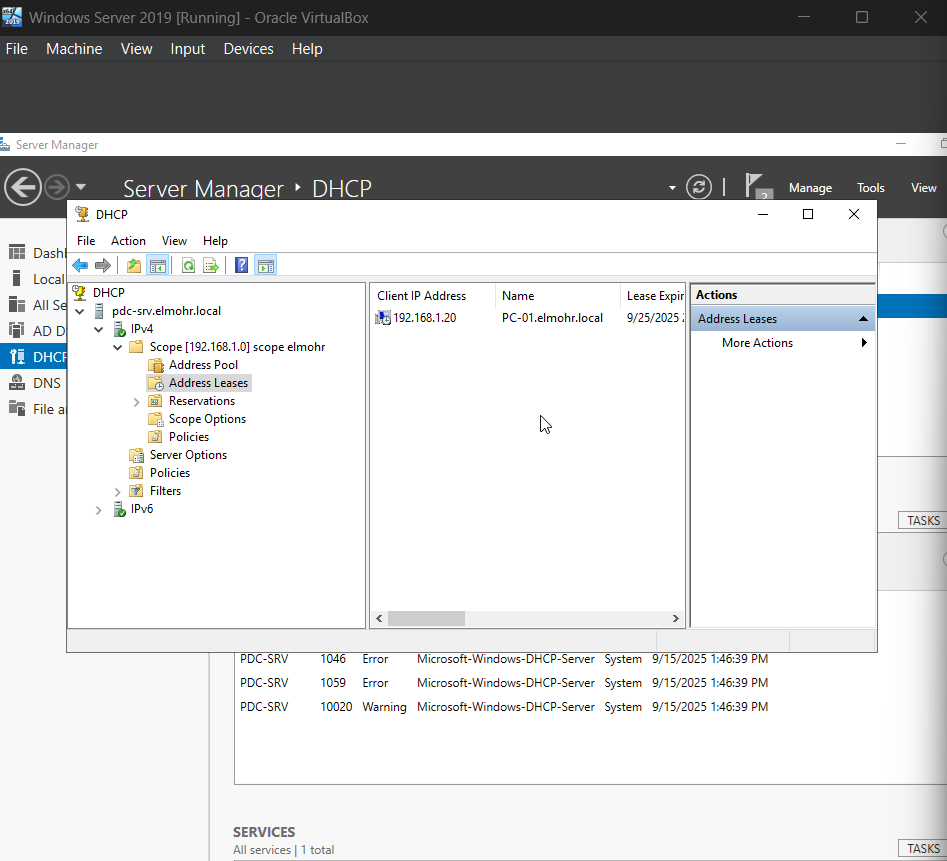 Windows Server 2019 [Running] - Oracle VirtualBox
File Machine View Input Devices Help
Server Manager
Server Manager DHCP
Manage Tools View
DHCP
File Action View Help
Dashb
Local
All Se
AD D
DHCP
DNS
File a
DHCP
pdc-srv.elmohr.local
IPv4
Scope [192.168.1.0] scope elmohr
Address Pool
Address Leases
Reservations
Scope Options
Policies
Server Options
Policies
Filters
IPv6
Client IP Address Name Lease Expir
192.168.1.20 PC-01.elmohr.local 9/25/2025
Actions
Address Leases
More Actions
TASKS
PDC-SRV 1046 Error Microsoft-Windows-DHCP-Server System 9/15/2025 1:46:39 PM
PDC-SRV 1059 Error Microsoft-Windows-DHCP-Server System 9/15/2025 1:46:39 PM
PDC-SRV 10020 Warning Microsoft-Windows-DHCP-Server System 9/15/2025 1:46:39 PM
SERVICES
All services | 1 total
TASKS